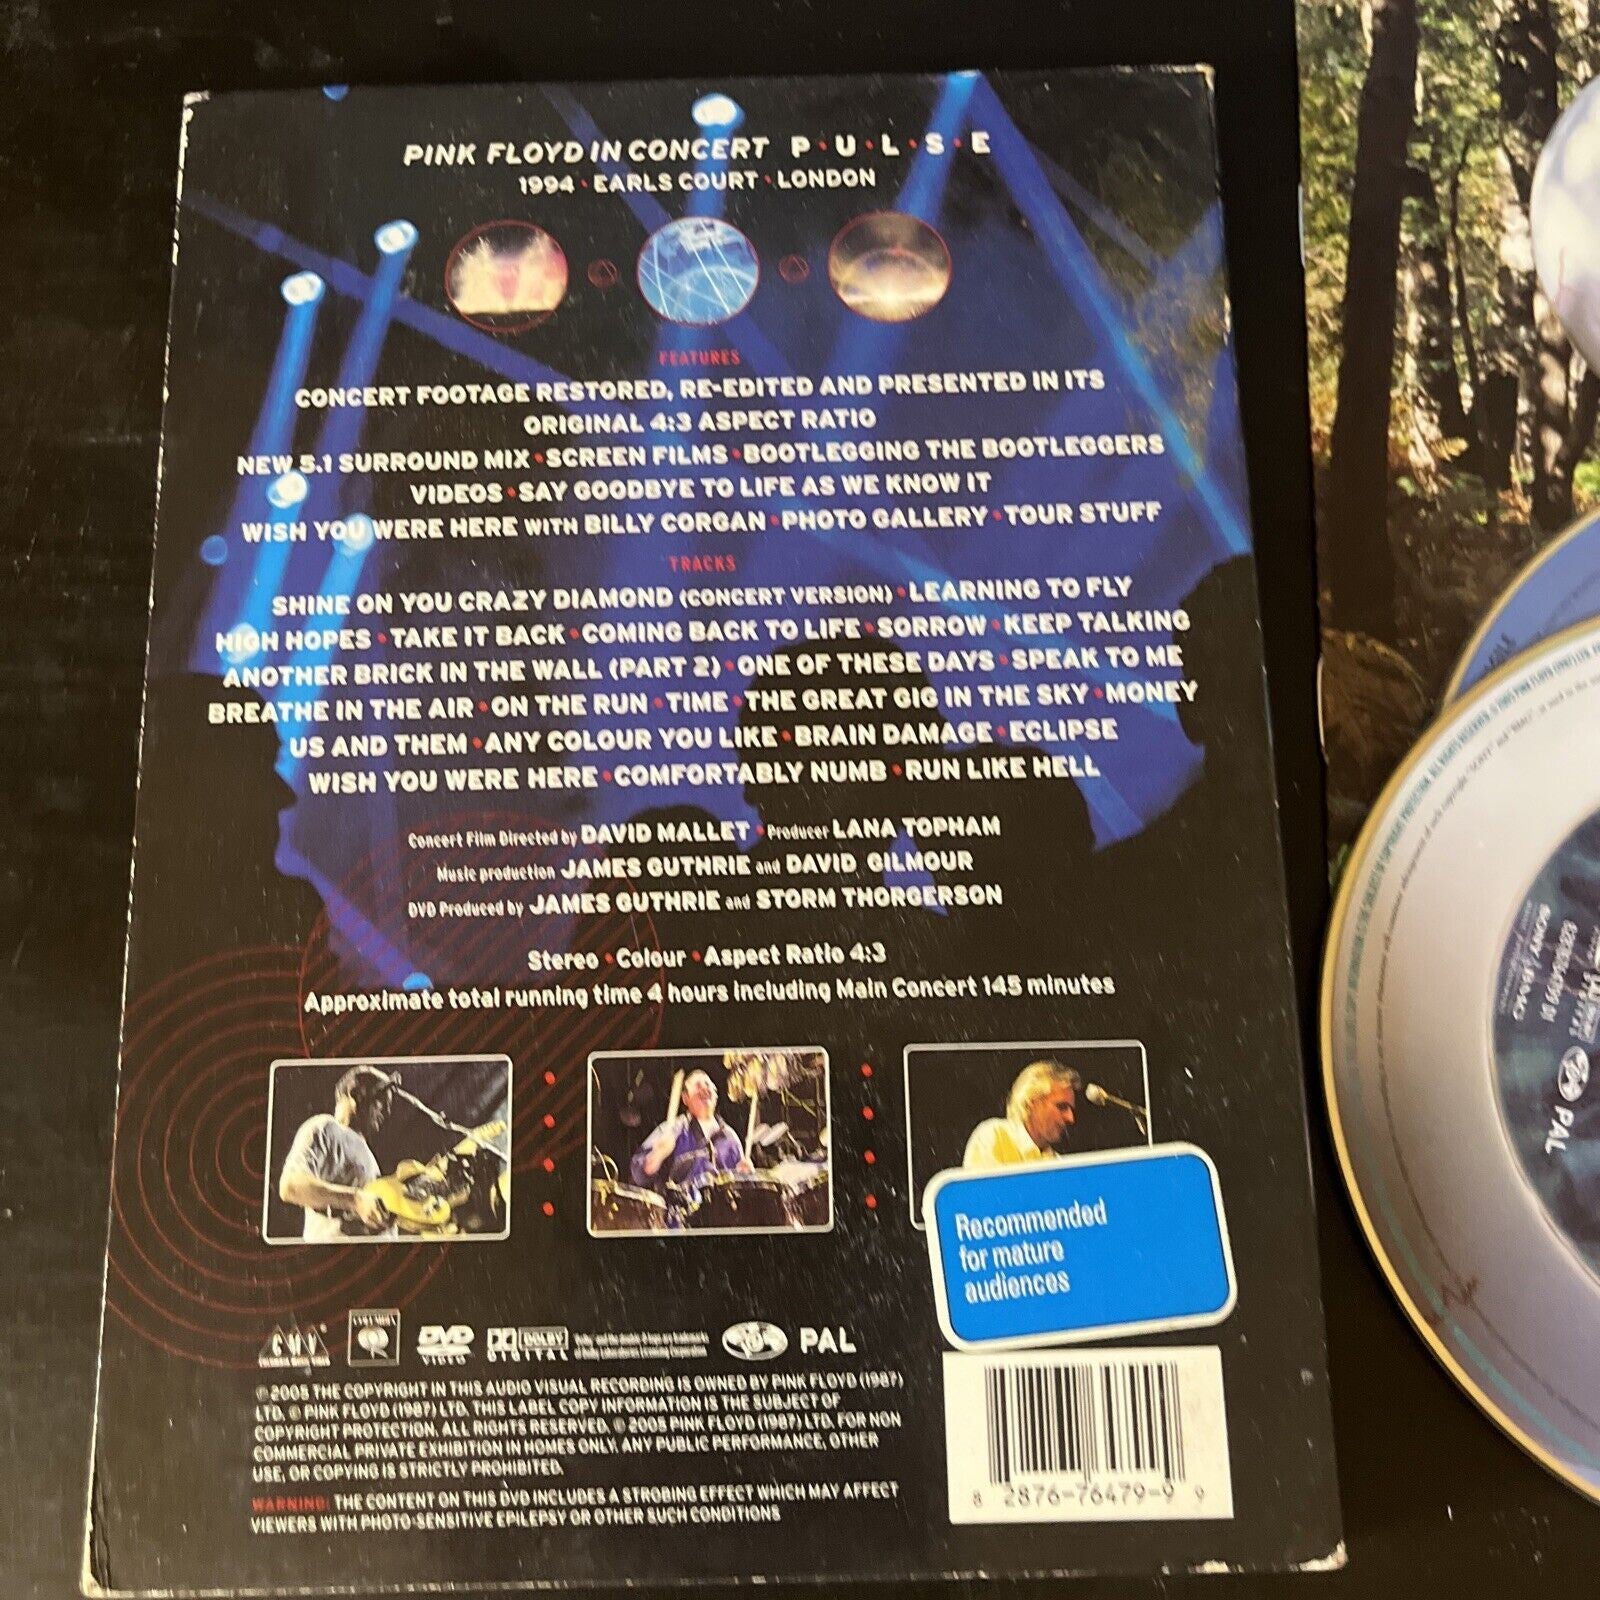 PINK FLOYD IN CONCERT P·U·L·S·E
1994·EARLS COURT·LONDON
FEATURES
CONCERT FOOTAGE RESTORED, RE-EDITED AND PRESENTED IN ITS
ORIGINAL 4:3 ASPECT RATIO
NEW 5.1 SURROUND MIX·SCREEN FILMS·BOOTLEGGING THE BOOTLEGGERS
VIDEOS·SAY GOODBYE TO LIFE AS WE KNOW IT
WISH YOU WERE HERE WITH BILLY CORGAN·PHOTO GALLERY·TOUR STUFF
TRACKS
SHINE ON YOU CRAZY DIAMOND (CONCERT VERSION)·LEARNING TO FLY
HIGH HOPES·TAKE IT BACK·COMING BACK TO LIFE·SORROW·KEEP TALKING
ANOTHER BRICK IN THE WALL (PART 2)·ONE OF THESE DAYS·SPEAK TO ME
BREATHE IN THE AIR·ON THE RUN·TIME·THE GREAT GIG IN THE SKY·MONEY
US AND THEM·ANY COLOUR YOU LIKE·BRAIN DAMAGE·ECLIPSE
WISH YOU WERE HERE·COMFORTABLY NUMB·RUN LIKE HELL
Concert Film Directed by DAVID MALLET·Producer LANA TOPHAM
Music production JAMES GUTHRIE and DAVID GILMOUR
DVD Produced by JAMES GUTHRIE and STORM THORGERSON
Stereo·Colour·Aspect Ratio 4:3
Approximate total running time 4 hours including Main Concert 145 minutes
Recommended
for mature
audiences
CMV
COLUMBIA
DVD
VIDEO
DOLBY
DIGITAL
PAL
℗ 2005 THE COPYRIGHT IN THIS AUDIO VISUAL RECORDING IS OWNED BY PINK FLOYD (1987)
LTD. © PINK FLOYD (1987) LTD. THIS LABEL COPY INFORMATION IS THE SUBJECT OF
COPYRIGHT PROTECTION. ALL RIGHTS RESERVED. © 2005 PINK FLOYD (1987) LTD. FOR NON
COMMERCIAL PRIVATE EXHIBITION IN HOMES ONLY. ANY PUBLIC PERFORMANCE, OTHER
USE, OR COPYING IS STRICTLY PROHIBITED.
WARNING: THE CONTENT ON THIS DVD INCLUDES A STROBING EFFECT WHICH MAY AFFECT
VIEWERS WITH PHOTO-SENSITIVE EPILEPSY OR OTHER SUCH CONDITIONS
8 2876-76479-9 9
SONY BMG
PAL